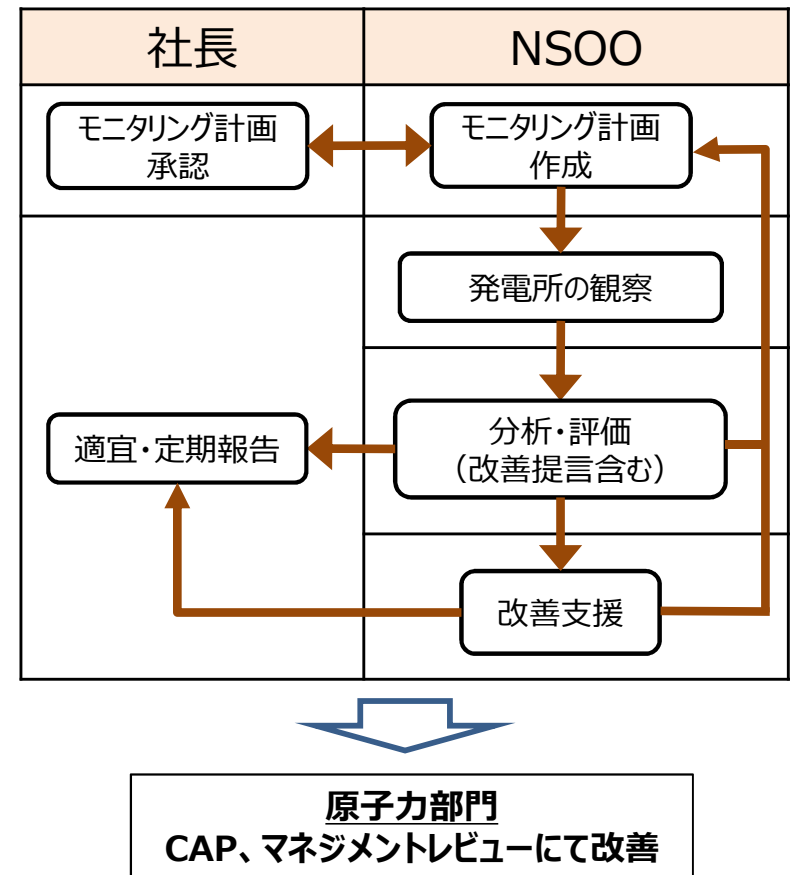 社長
NSOO
モニタリング計画
承認
モニタリング計画
作成
発電所の観察
適宜・定期報告
分析・評価
（改善提言含む）
改善支援
原子力部門
CAP、マネジメントレビューにて改善